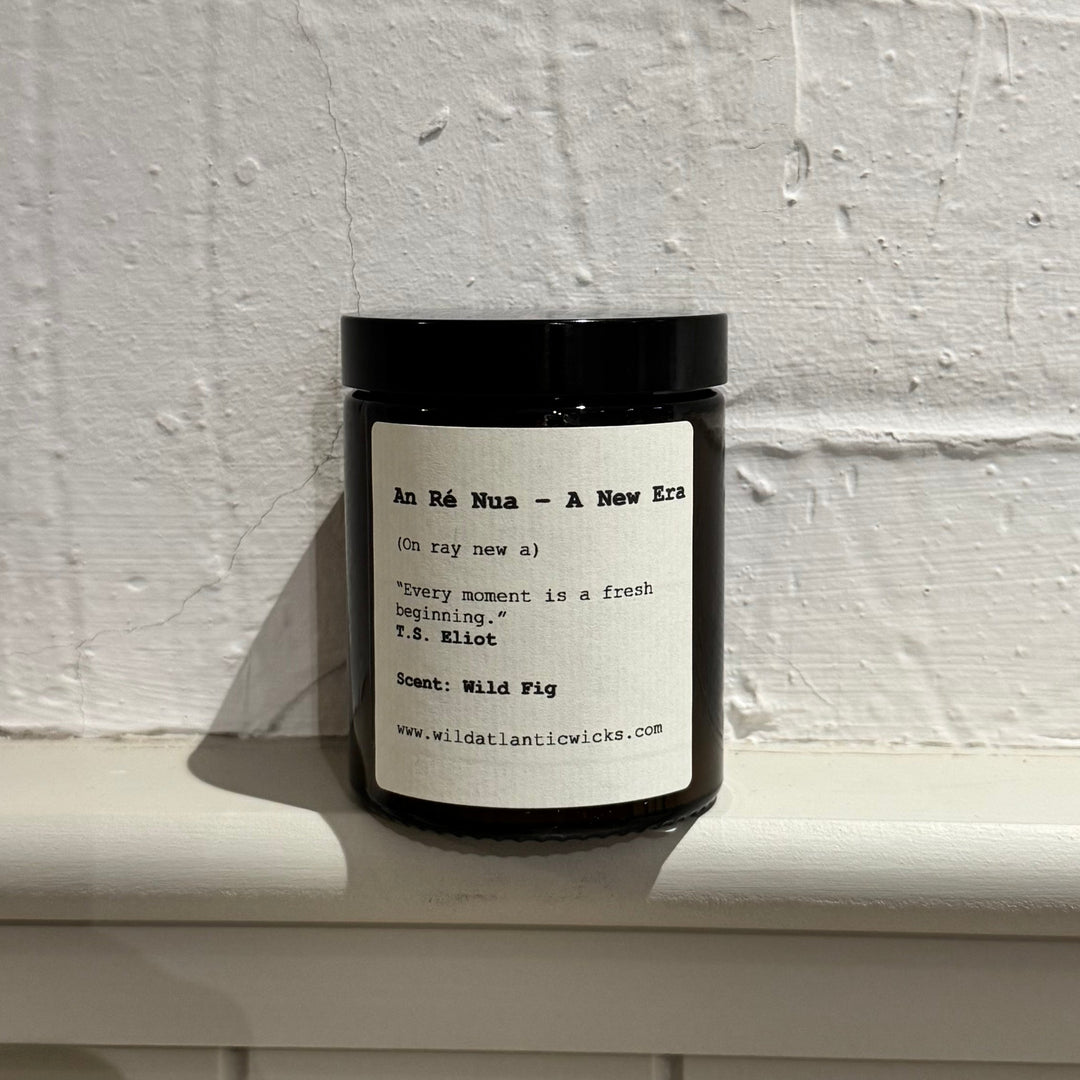 An Ré Nua – A New Era
(On ray new a)
“Every moment is a fresh
beginning.”
T.S. Eliot
Scent: Wild Fig
www.wildatlanticwicks.com